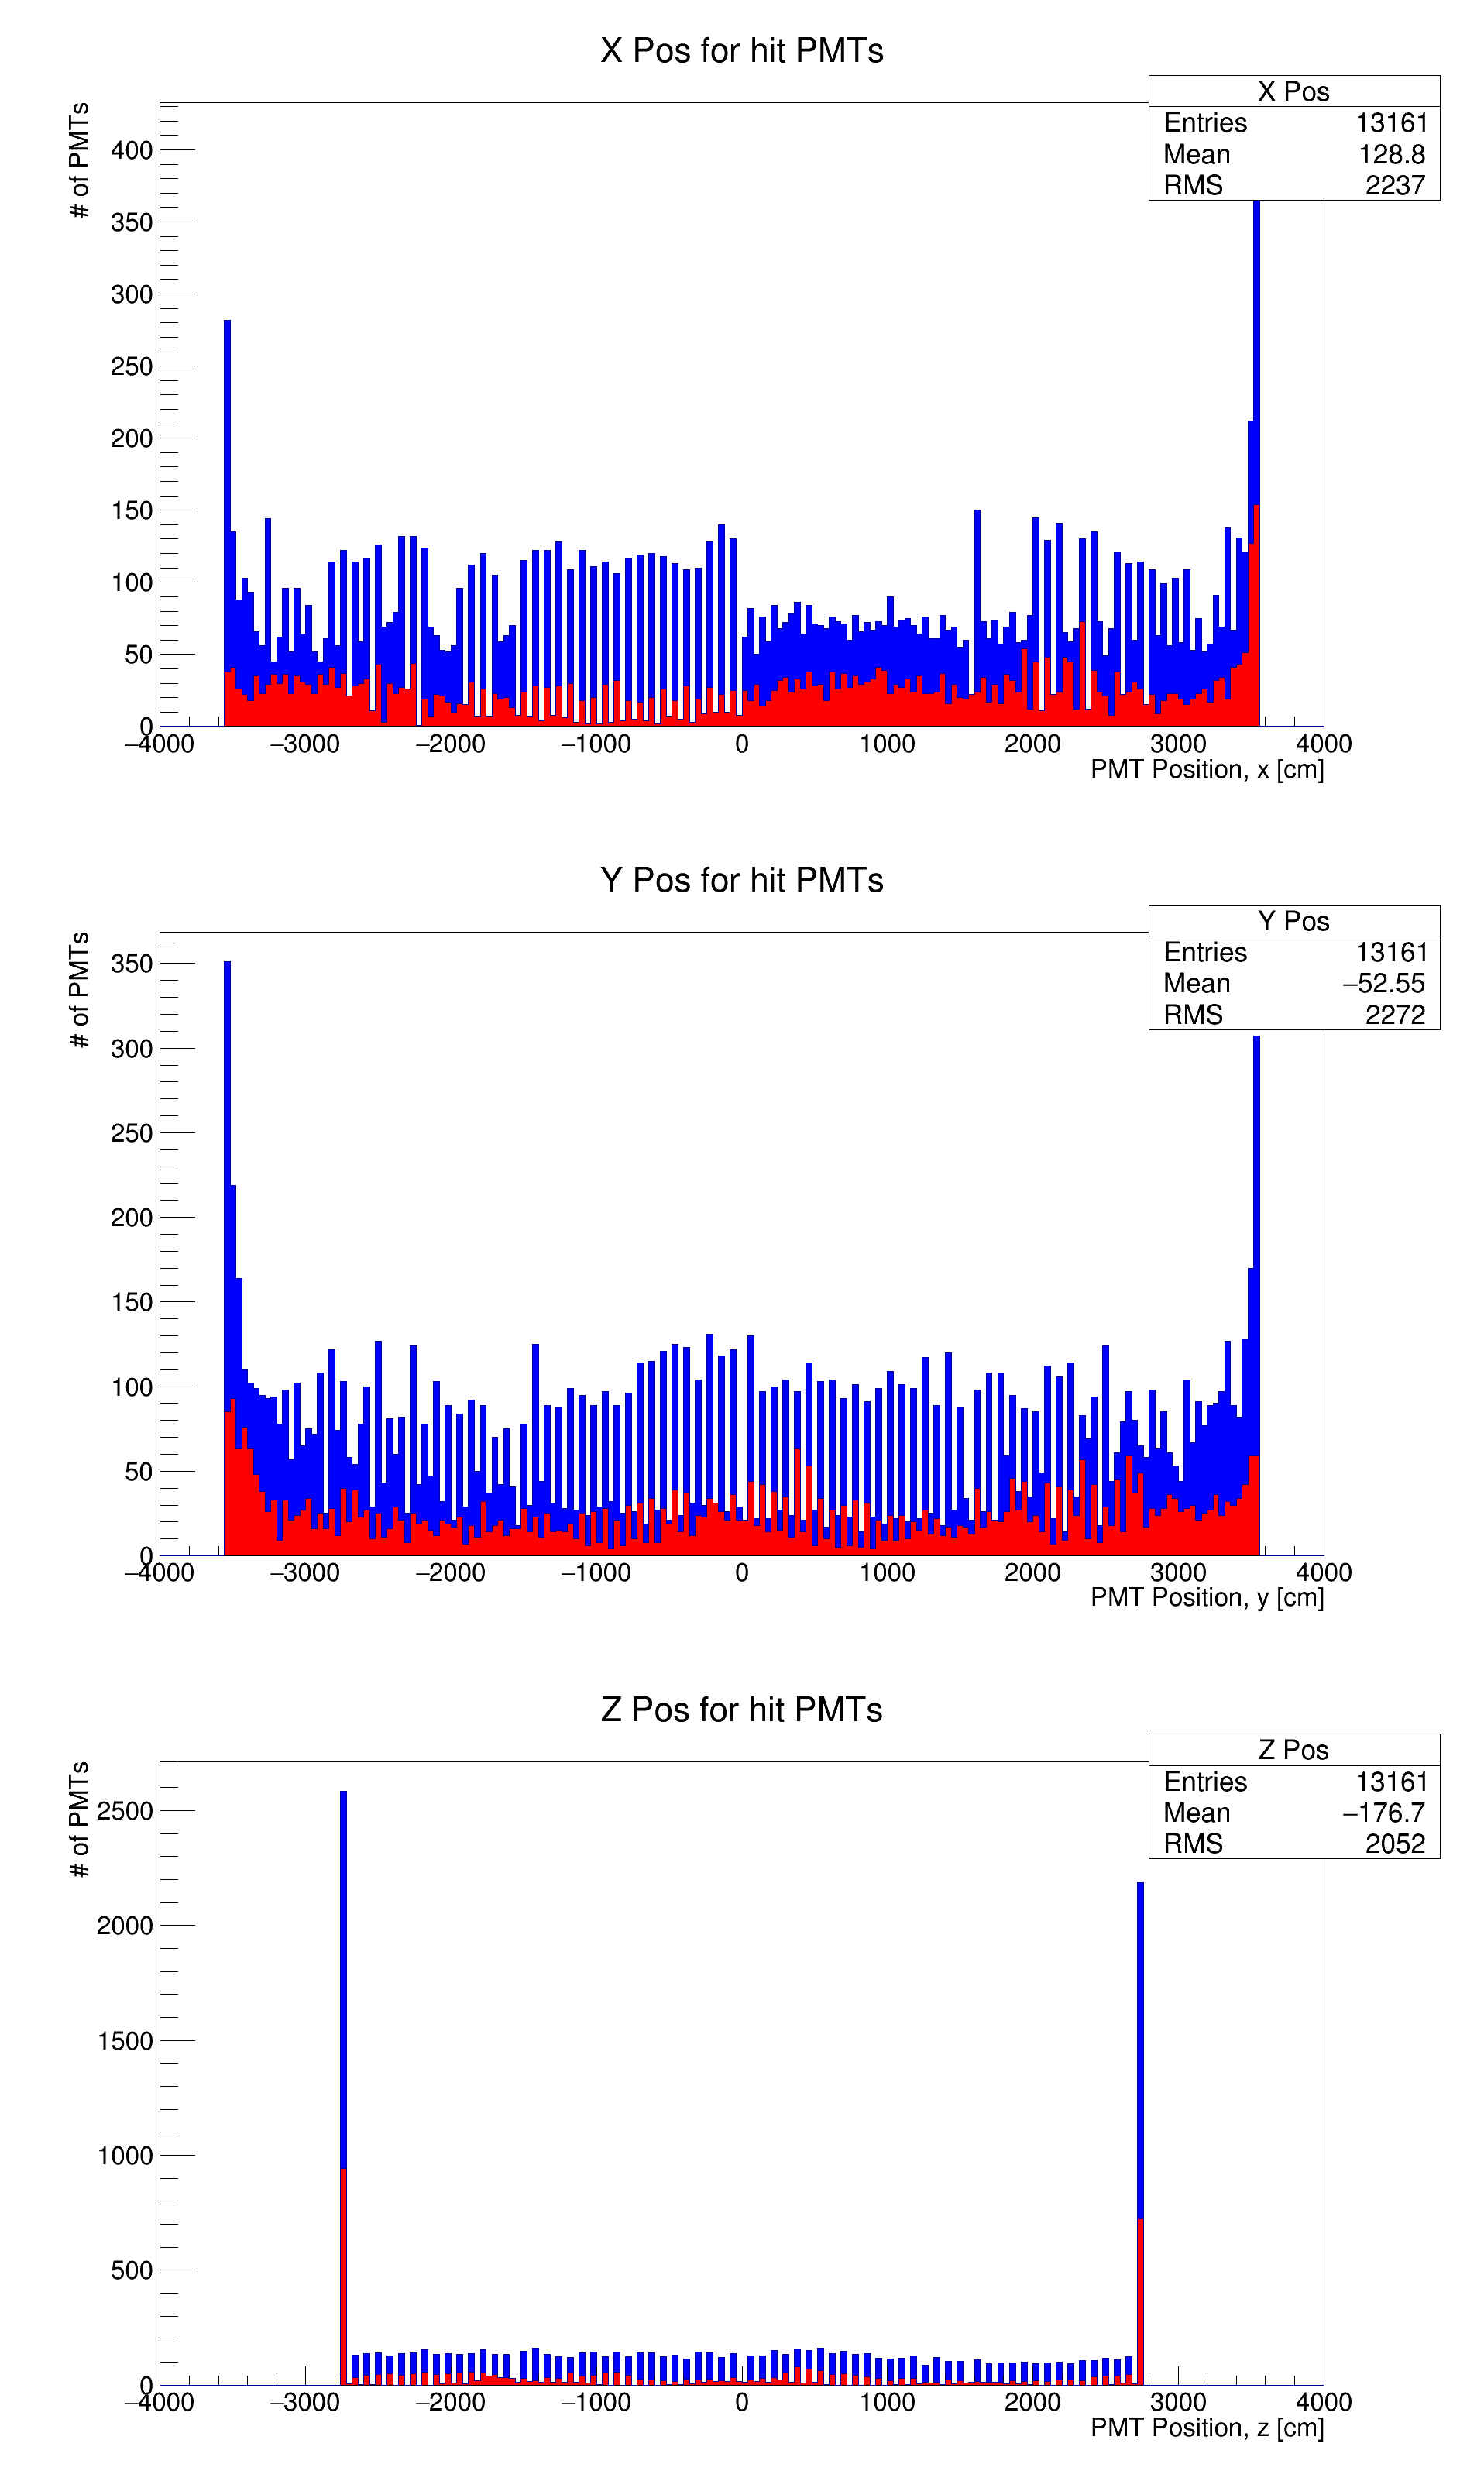 X Pos for hit PMTs
# of PMTs
X Pos
Entries 13161
Mean 128.8
RMS 2237
400
350
300
250
200
150
100
50
0
−4000 −3000 −2000 −1000 0 1000 2000 3000 4000
PMT Position, x [cm]
Y Pos for hit PMTs
# of PMTs
Y Pos
Entries 13161
Mean −52.55
RMS 2272
350
300
250
200
150
100
50
0
−4000 −3000 −2000 −1000 0 1000 2000 3000 4000
PMT Position, y [cm]
Z Pos for hit PMTs
# of PMTs
Z Pos
Entries 13161
Mean −176.7
RMS 2052
2500
2000
1500
1000
500
0
−4000 −3000 −2000 −1000 0 1000 2000 3000 4000
PMT Position, z [cm]